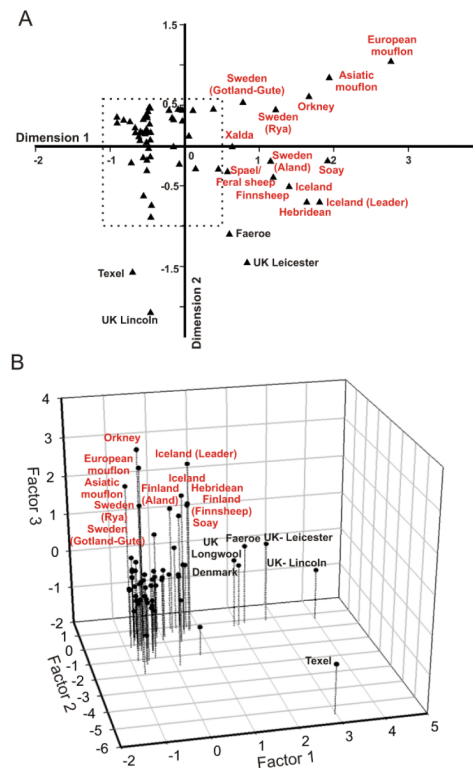 A
1.5
European
mouflon
Asiatic
mouflon
Sweden
(Gotland-Gute)
0.5
Orkney
Sweden
(Rya)
Dimension 1
Xalda
-2
-1
0
1
2
3
Sweden
(Aland)
Soay
Spael/
Feral sheep
Iceland
Finnsheep
-0.5
Iceland (Leader)
Hebridean
Faeroe
UK Leicester
Texel
-1.5
UK Lincoln
Dimension 2
B
4
3
2
1
0
-1
-2
Factor 3
Orkney
European
mouflon
Asiatic
mouflon
Sweden
(Rya)
Sweden
(Gotland-Gute)
Iceland (Leader)
Iceland
Finland
(Aland)
Hebridean
Finland
(Finnsheep)
Soay
UK
Longwool
Faeroe
UK- Leicester
Denmark
UK- Lincoln
Texel
1
0
-1
-2
-3
-4
-5
-6
Factor 2
-2
-1
0
1
2
3
4
5
Factor 1